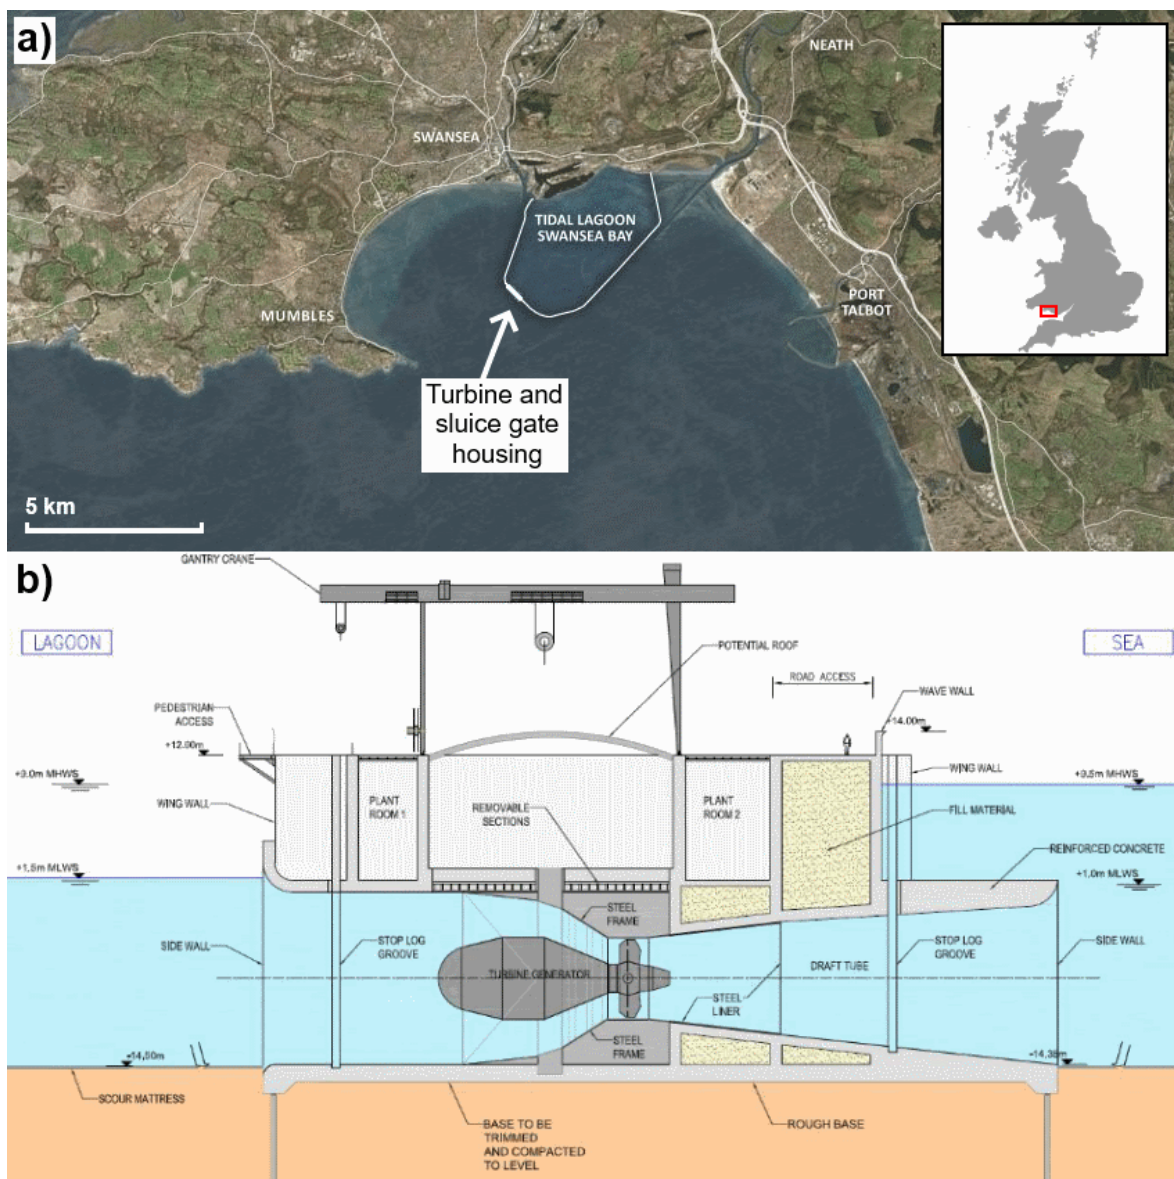 a)
NEATH
SWANSEA
TIDAL LAGOON
SWANSEA BAY
MUMBLES
PORT
TALBOT
Turbine and
sluice gate
housing
5 km
b)
GANTRY CRANE
LAGOON
SEA
POTENTIAL ROOF
ROAD ACCESS
WAVE WALL
PEDESTRIAN
ACCESS
+14.00m
+12.00m
+9.0m MHWS
WING WALL
+9.5m MHWS
WING WALL
PLANT
ROOM 1
REMOVABLE
SECTIONS
PLANT
ROOM 2
FILL MATERIAL
REINFORCED CONCRETE
+1.5m MLWS
+1.0m MLWS
STEEL
FRAME
SIDE WALL
STOP LOG
GROOVE
TURBINE GENERATOR
DRAFT TUBE
STOP LOG
GROOVE
SIDE WALL
STEEL
LINER
STEEL
FRAME
-14.50m
-14.35m
SCOUR MATTRESS
BASE TO BE
TRIMMED
AND COMPACTED
TO LEVEL
ROUGH BASE